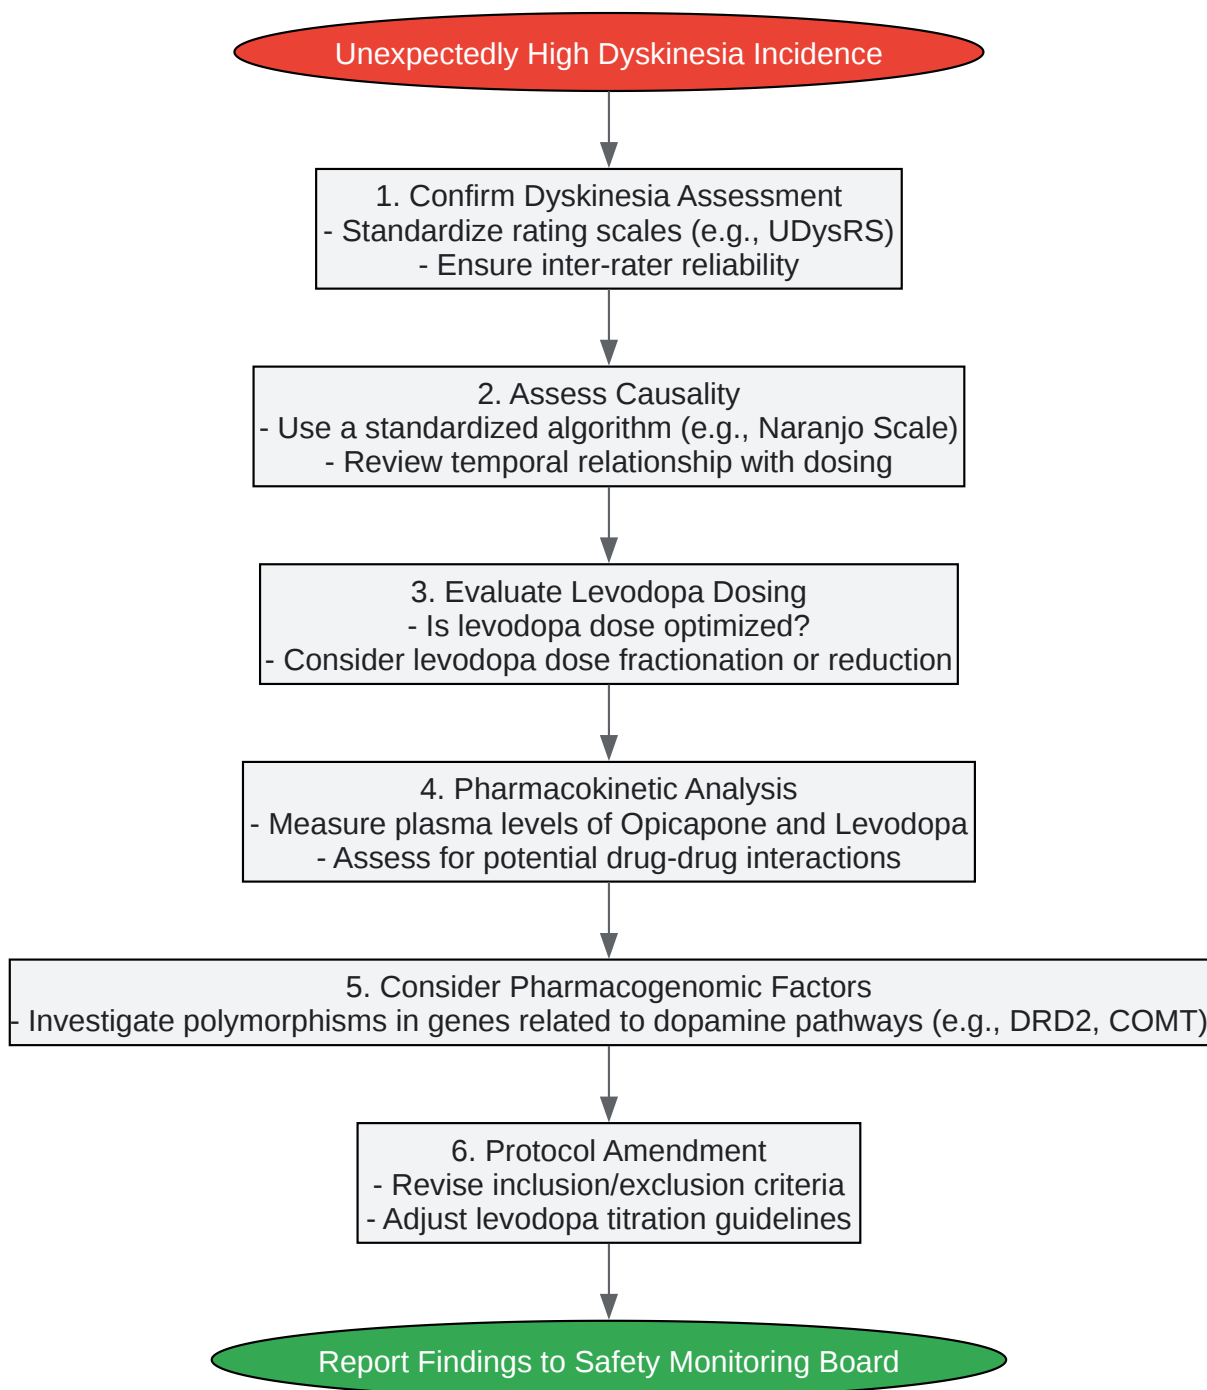 Unexpectedly High Dyskinesia Incidence
1. Confirm Dyskinesia Assessment
- Standardize rating scales (e.g., UDysRS)
- Ensure inter-rater reliability
2. Assess Causality
- Use a standardized algorithm (e.g., Naranjo Scale)
- Review temporal relationship with dosing
3. Evaluate Levodopa Dosing
- Is levodopa dose optimized?
- Consider levodopa dose fractionation or reduction
4. Pharmacokinetic Analysis
- Measure plasma levels of Opicapone and Levodopa
- Assess for potential drug-drug interactions
5. Consider Pharmacogenomic Factors
- Investigate polymorphisms in genes related to dopamine pathways (e.g., DRD2, COMT)
6. Protocol Amendment
- Revise inclusion/exclusion criteria
- Adjust levodopa titration guidelines
Report Findings to Safety Monitoring Board